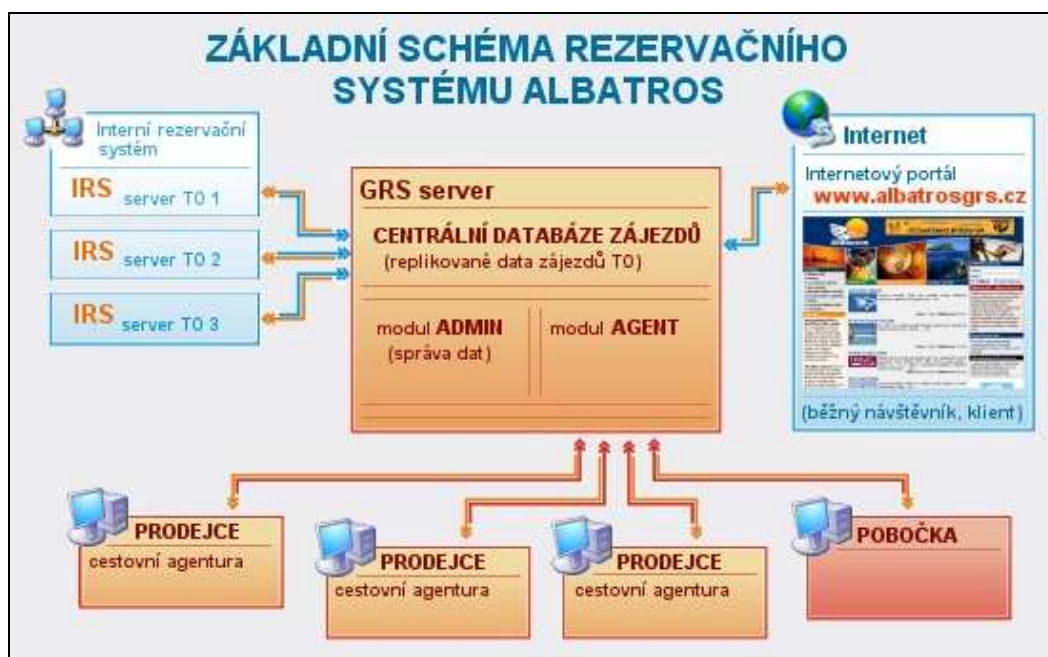 ZÁKLADNÍ SCHÉMA REZERVAČNÍHO
SYSTÉMU ALBATROS
Interní rezervační
systém
IRS server TO 1
IRS server TO 2
IRS server TO 3
GRS server
CENTRÁLNÍ DATABÁZE ZÁJEZDŮ
(replikované data zájezdů TO)
modul ADMIN
(správa dat)
modul AGENT
Internet
Internetový portál
www.albatrosgrs.cz
(běžný návštěvník, klient)
PRODEJCE
cestovní agentura
PRODEJCE
cestovní agentura
PRODEJCE
cestovní agentura
POBOČKA